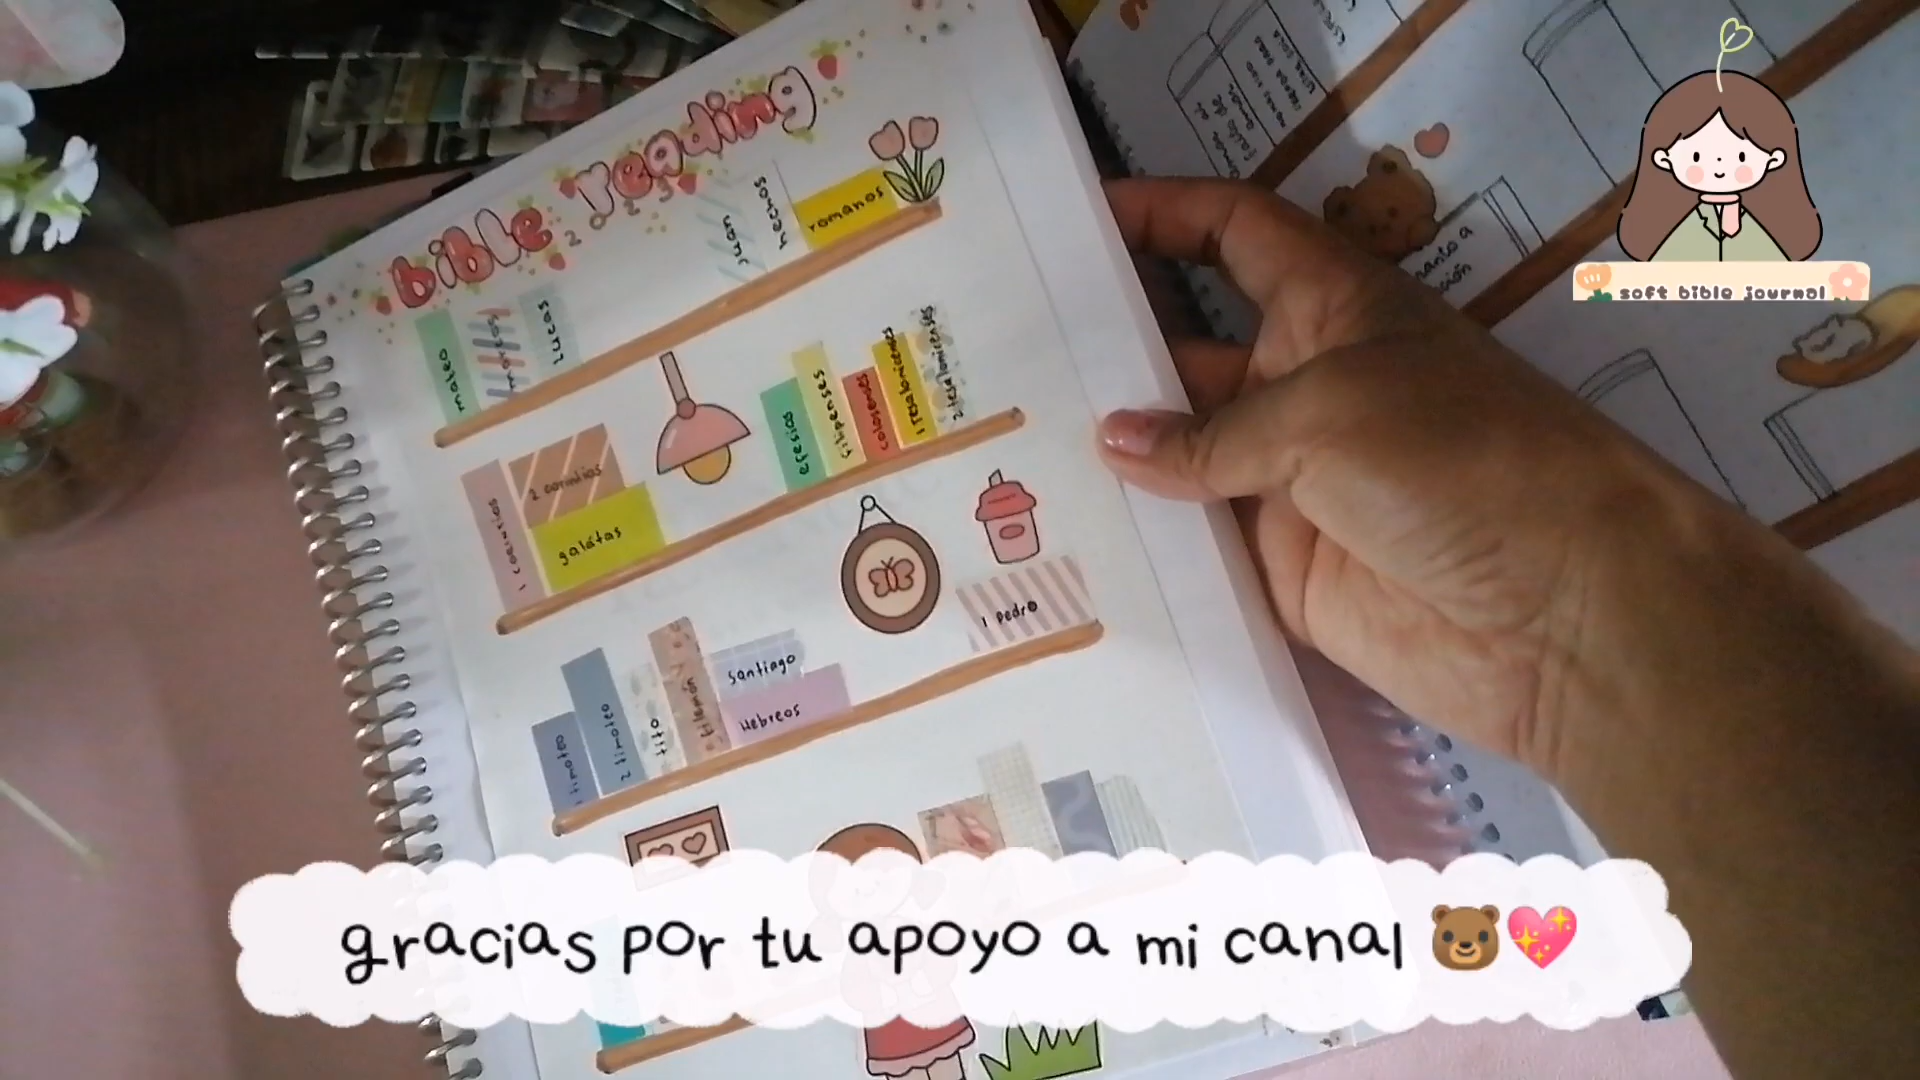 bible reading
2023
mateo
marcos
Lucas
Juan
hechos
romanos
1 corintios
2 corintios
galátas
efesios
filipenses
colosenses
1 Tesalonicenses
2 tesalonicenses
1 timoteo
2 timoteo
tito
filemón
santiago
Hebreos
1 pedro
soft bible journal
gracias por tu apoyo a mi canal 🐻💖